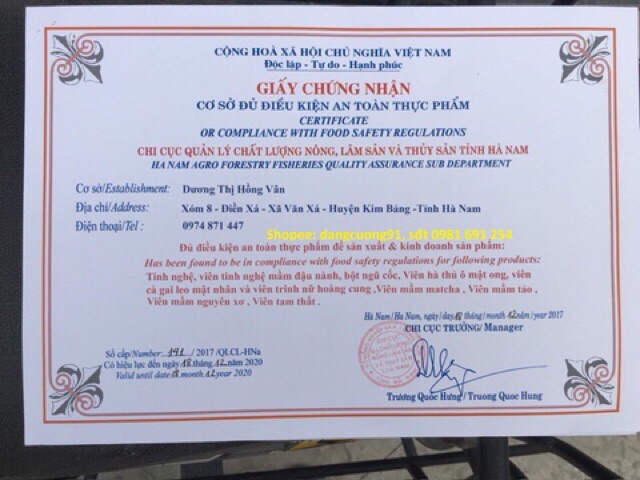 CỘNG HOÀ XÃ HỘI CHỦ NGHĨA VIỆT NAM
Độc lập - Tự do - Hạnh phúc
GIẤY CHỨNG NHẬN
CƠ SỞ ĐỦ ĐIỀU KIỆN AN TOÀN THỰC PHẨM
CERTIFICATE
OR COMPLIANCE WITH FOOD SAFETY REGULATIONS
CHI CỤC QUẢN LÝ CHẤT LƯỢNG NÔNG, LÂM SẢN VÀ THỦY SẢN TỈNH HÀ NAM
HA NAM AGRO FORESTRY FISHERIES QUALITY ASSURANCE SUB DEPARTMENT
Cơ sở/Establishment: Dương Thị Hồng Vân
Địa chỉ/Address: Xóm 8 - Điền Xá - Xã Văn Xá - Huyện Kim Bảng -Tỉnh Hà Nam
Điện thoại/Tel : 0974 871 447
Shopee: dangcuong91, sdt 0981 691 254
Đủ điều kiện an toàn thực phẩm để sản xuất & kinh doanh sản phẩm:
Has been found to be in compliance with food safety regulations for following products:
Tinh nghệ, viên tinh nghệ mầm đậu nành, bột ngũ cốc, Viên hà thủ ô mật ong, viên
cà gai leo mật nhân và viên trinh nữ hoàng cung ,Viên mầm matcha , Viên mầm táo ,
Viên mầm nguyên xơ , Viên tam thất .
Hà Nam/ Ha Nam, ngày/day 18 tháng/month 12 năm/year 2017
CHI CỤC TRƯỞNG/ Manager
Số cấp/Number: 191 / 2017 /QLCL-HNa
Có hiệu lực đến ngày 18 tháng 12 năm 2020
Valid until date 18 month 12 year 2020
Trương Quốc Hưng/ Truong Quoc Hung